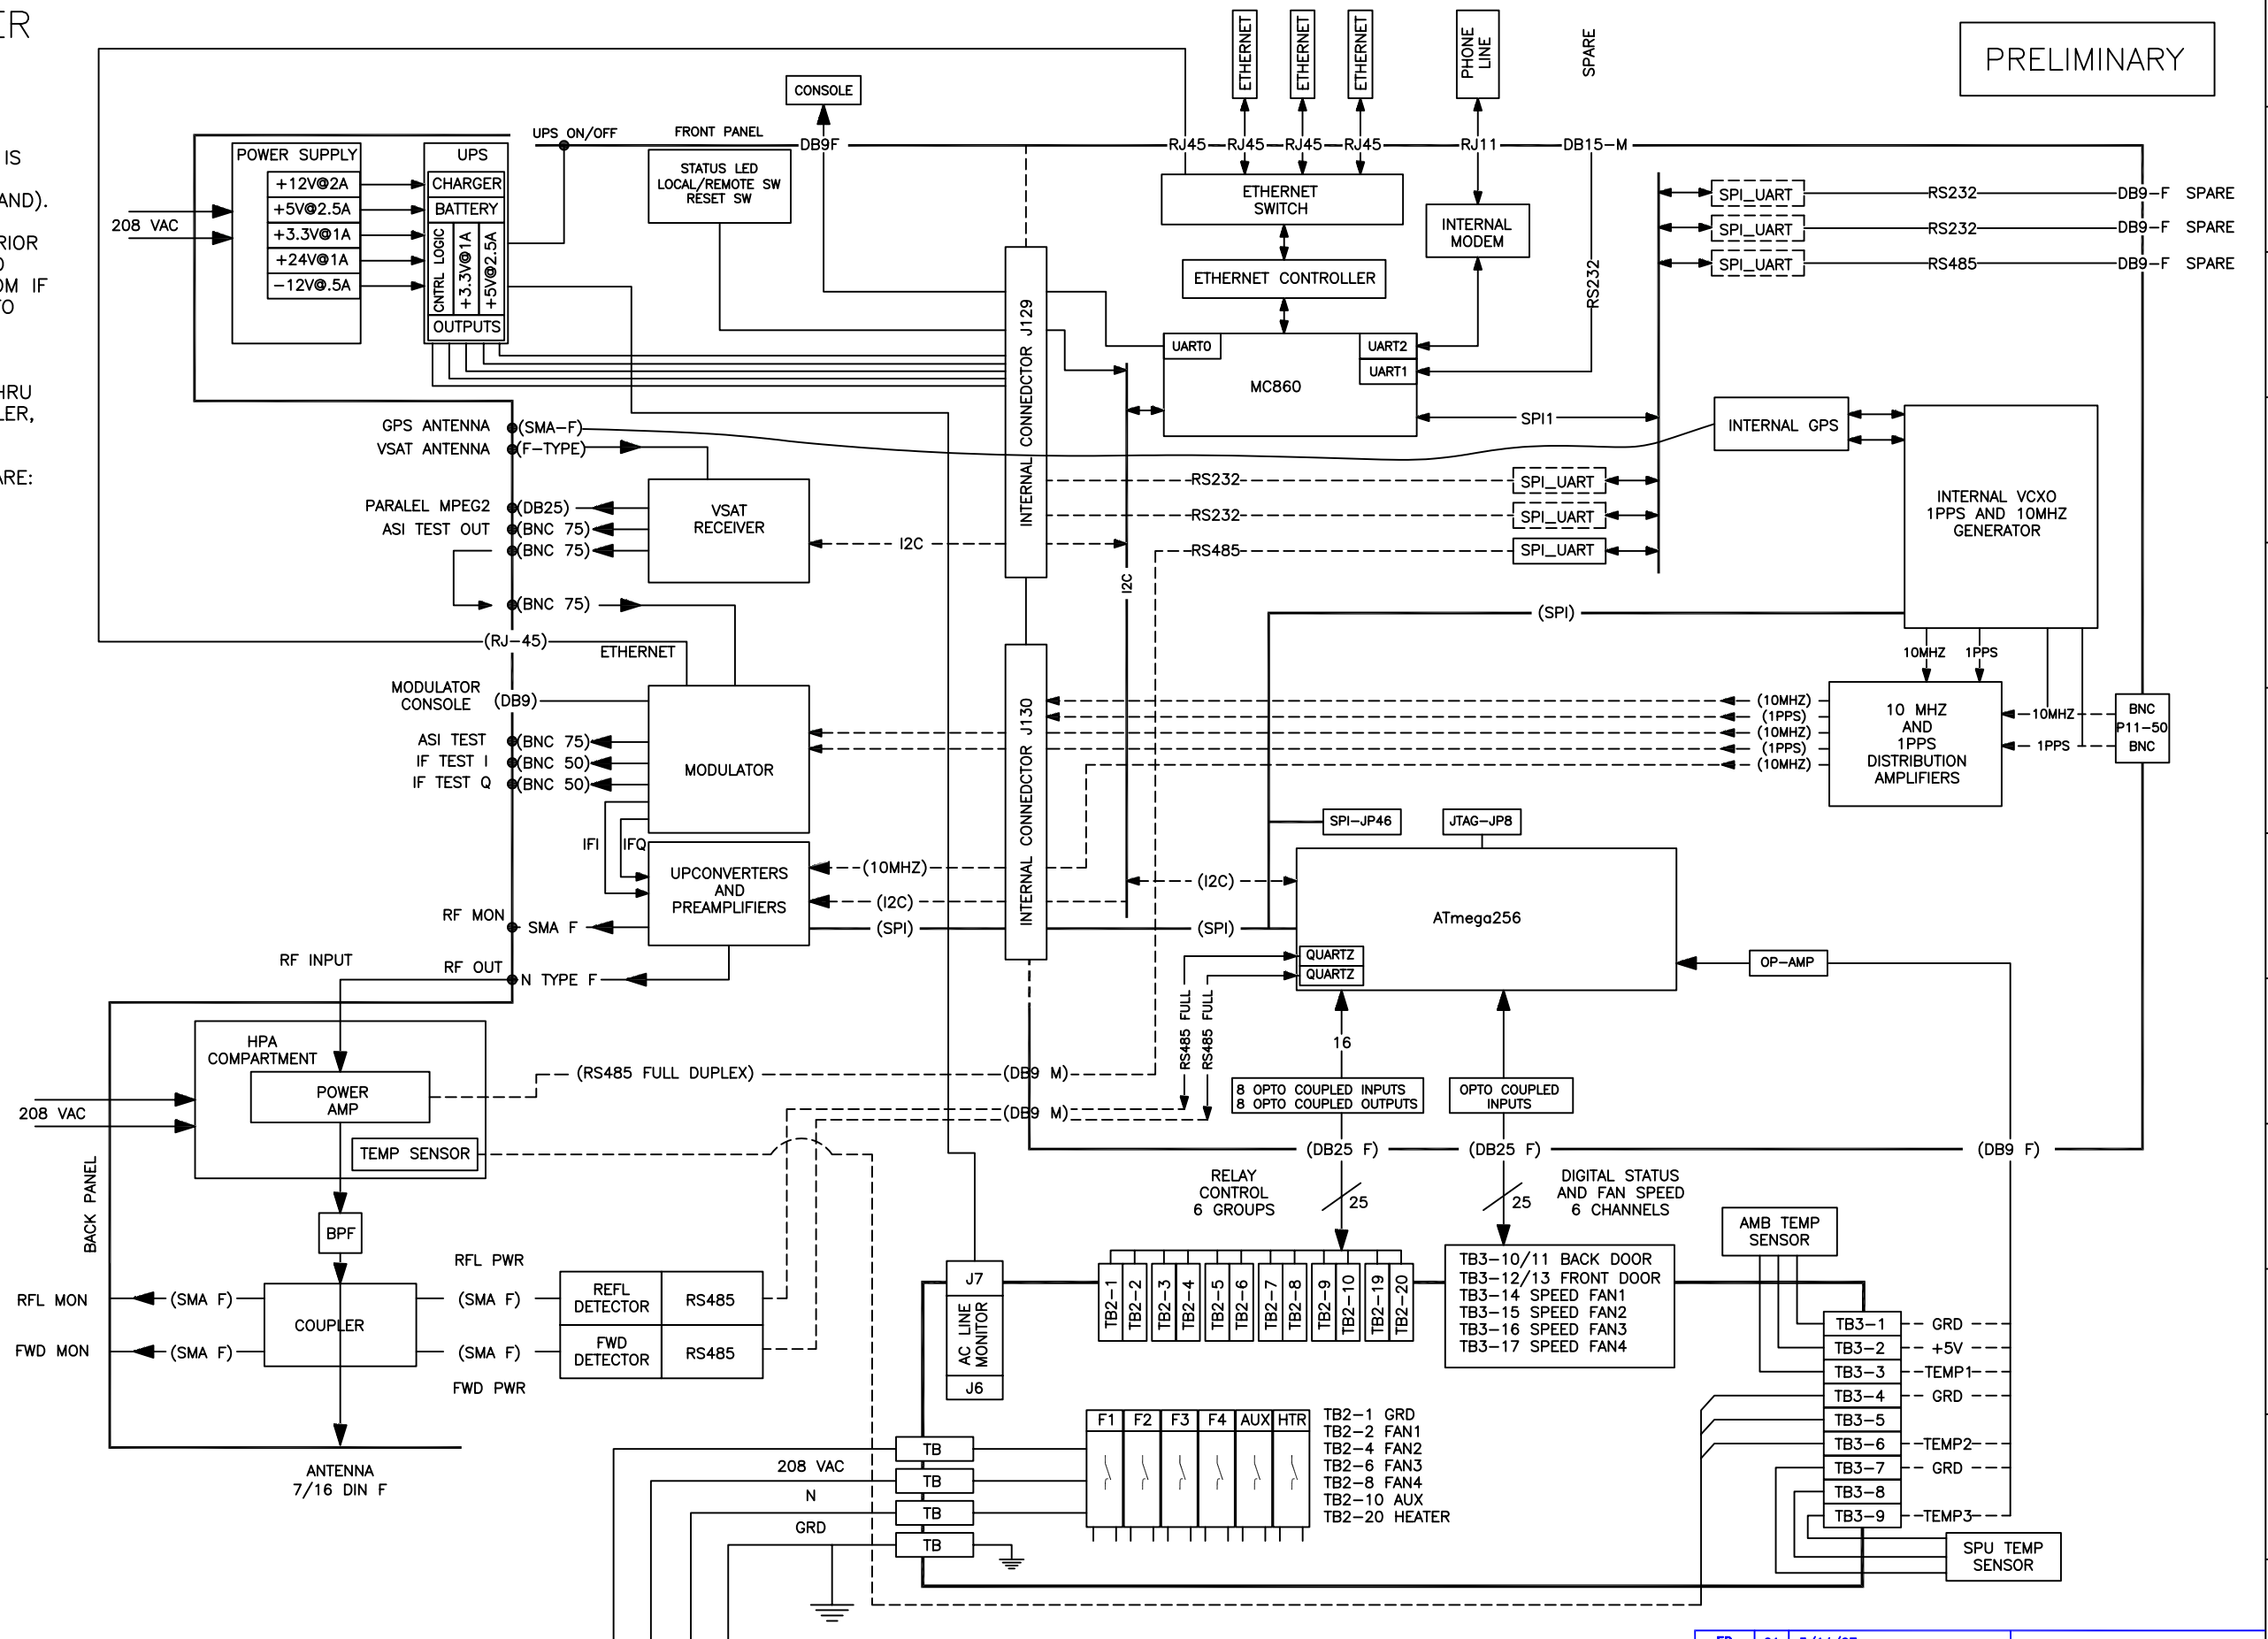 ER
PRELIMINARY
IS
AND).
RIOR
OM IF
TO
HRU
LER,
ARE:
ETHERNET
ETHERNET
ETHERNET
PHONE
LINE
SPARE
CONSOLE
UPS ON/OFF
FRONT PANEL
DB9F
RJ45
RJ45
RJ45
RJ45
RJ11
DB15-M
POWER SUPPLY
+12V@2A
+5V@2.5A
+3.3V@1A
+24V@1A
-12V@.5A
208 VAC
UPS
CHARGER
BATTERY
CNTRL LOGIC
+3.3V@1A
+5V@2.5A
OUTPUTS
STATUS LED
LOCAL/REMOTE SW
RESET SW
ETHERNET
SWITCH
INTERNAL
MODEM
ETHERNET CONTROLLER
RS232
UART0
UART2
UART1
MC860
SPI1
SPI_UART
RS232
DB9-F SPARE
SPI_UART
RS232
DB9-F SPARE
SPI_UART
RS485
DB9-F SPARE
INTERNAL CONNEDCTOR J129
INTERNAL GPS
INTERNAL VCXO
1PPS AND 10MHZ
GENERATOR
GPS ANTENNA
(SMA-F)
VSAT ANTENNA
(F-TYPE)
PARALEL MPEG2
(DB25)
ASI TEST OUT
(BNC 75)
(BNC 75)
(BNC 75)
VSAT
RECEIVER
I2C
I2C
RS232
SPI_UART
RS232
SPI_UART
RS485
SPI_UART
(SPI)
(RJ-45)
ETHERNET
MODULATOR
CONSOLE
(DB9)
ASI TEST
(BNC 75)
IF TEST I
(BNC 50)
IF TEST Q
(BNC 50)
MODULATOR
IFI
IFQ
INTERNAL CONNEDCTOR J130
10MHZ
1PPS
(10MHZ)
(1PPS)
(10MHZ)
(1PPS)
(10MHZ)
10 MHZ
AND
1PPS
DISTRIBUTION
AMPLIFIERS
10MHZ
1PPS
BNC
P11-50
BNC
UPCONVERTERS
AND
PREAMPLIFIERS
(10MHZ)
(I2C)
(SPI)
(I2C)
(SPI)
RF MON
SMA F
RF INPUT
RF OUT
N TYPE F
SPI-JP46
JTAG-JP8
ATmega256
QUARTZ
QUARTZ
OP-AMP
RS485 FULL
RS485 FULL
16
8 OPTO COUPLED INPUTS
8 OPTO COUPLED OUTPUTS
OPTO COUPLED
INPUTS
HPA
COMPARTMENT
POWER
AMP
TEMP SENSOR
208 VAC
BACK PANEL
(RS485 FULL DUPLEX)
(DB9 M)
(DB9 M)
(DB25 F)
(DB25 F)
(DB9 F)
RELAY
CONTROL
6 GROUPS
25
25
DIGITAL STATUS
AND FAN SPEED
6 CHANNELS
BPF
COUPLER
RFL MON
(SMA F)
FWD MON
(SMA F)
RFL PWR
(SMA F)
(SMA F)
FWD PWR
REFL
DETECTOR
RS485
FWD
DETECTOR
RS485
ANTENNA
7/16 DIN F
J7
AC LINE
MONITOR
J6
TB2-1
TB2-2
TB2-3
TB2-4
TB2-5
TB2-6
TB2-7
TB2-8
TB2-9
TB2-10
TB2-19
TB2-20
TB3-10/11 BACK DOOR
TB3-12/13 FRONT DOOR
TB3-14 SPEED FAN1
TB3-15 SPEED FAN2
TB3-16 SPEED FAN3
TB3-17 SPEED FAN4
AMB TEMP
SENSOR
TB3-1
GRD
TB3-2
+5V
TB3-3
TEMP1
TB3-4
GRD
TB3-5
TB3-6
TEMP2
TB3-7
GRD
TB3-8
TB3-9
TEMP3
SPU TEMP
SENSOR
F1
F2
F3
F4
AUX
HTR
TB2-1 GRD
TB2-2 FAN1
TB2-4 FAN2
TB2-6 FAN3
TB2-8 FAN4
TB2-10 AUX
TB2-20 HEATER
TB
208 VAC
TB
N
TB
GRD
TB